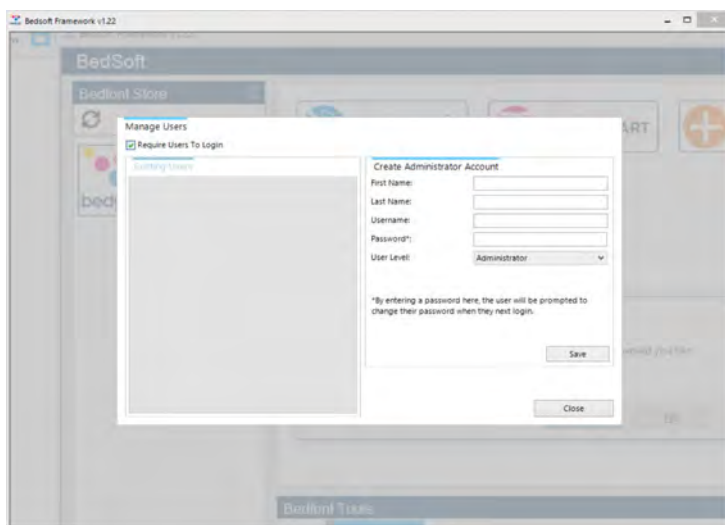 Bedsoft Framework v1.22
BedSoft
Bedfont Store
ART
Manage Users
Require Users To Login
Existing Users
Create Administrator Account
First Name:
Last Name:
Username:
Password*:
User Level:
Administrator
*By entering a password here, the user will be prompted to
change their password when they next login.
Save
Close
Bedfont Tools